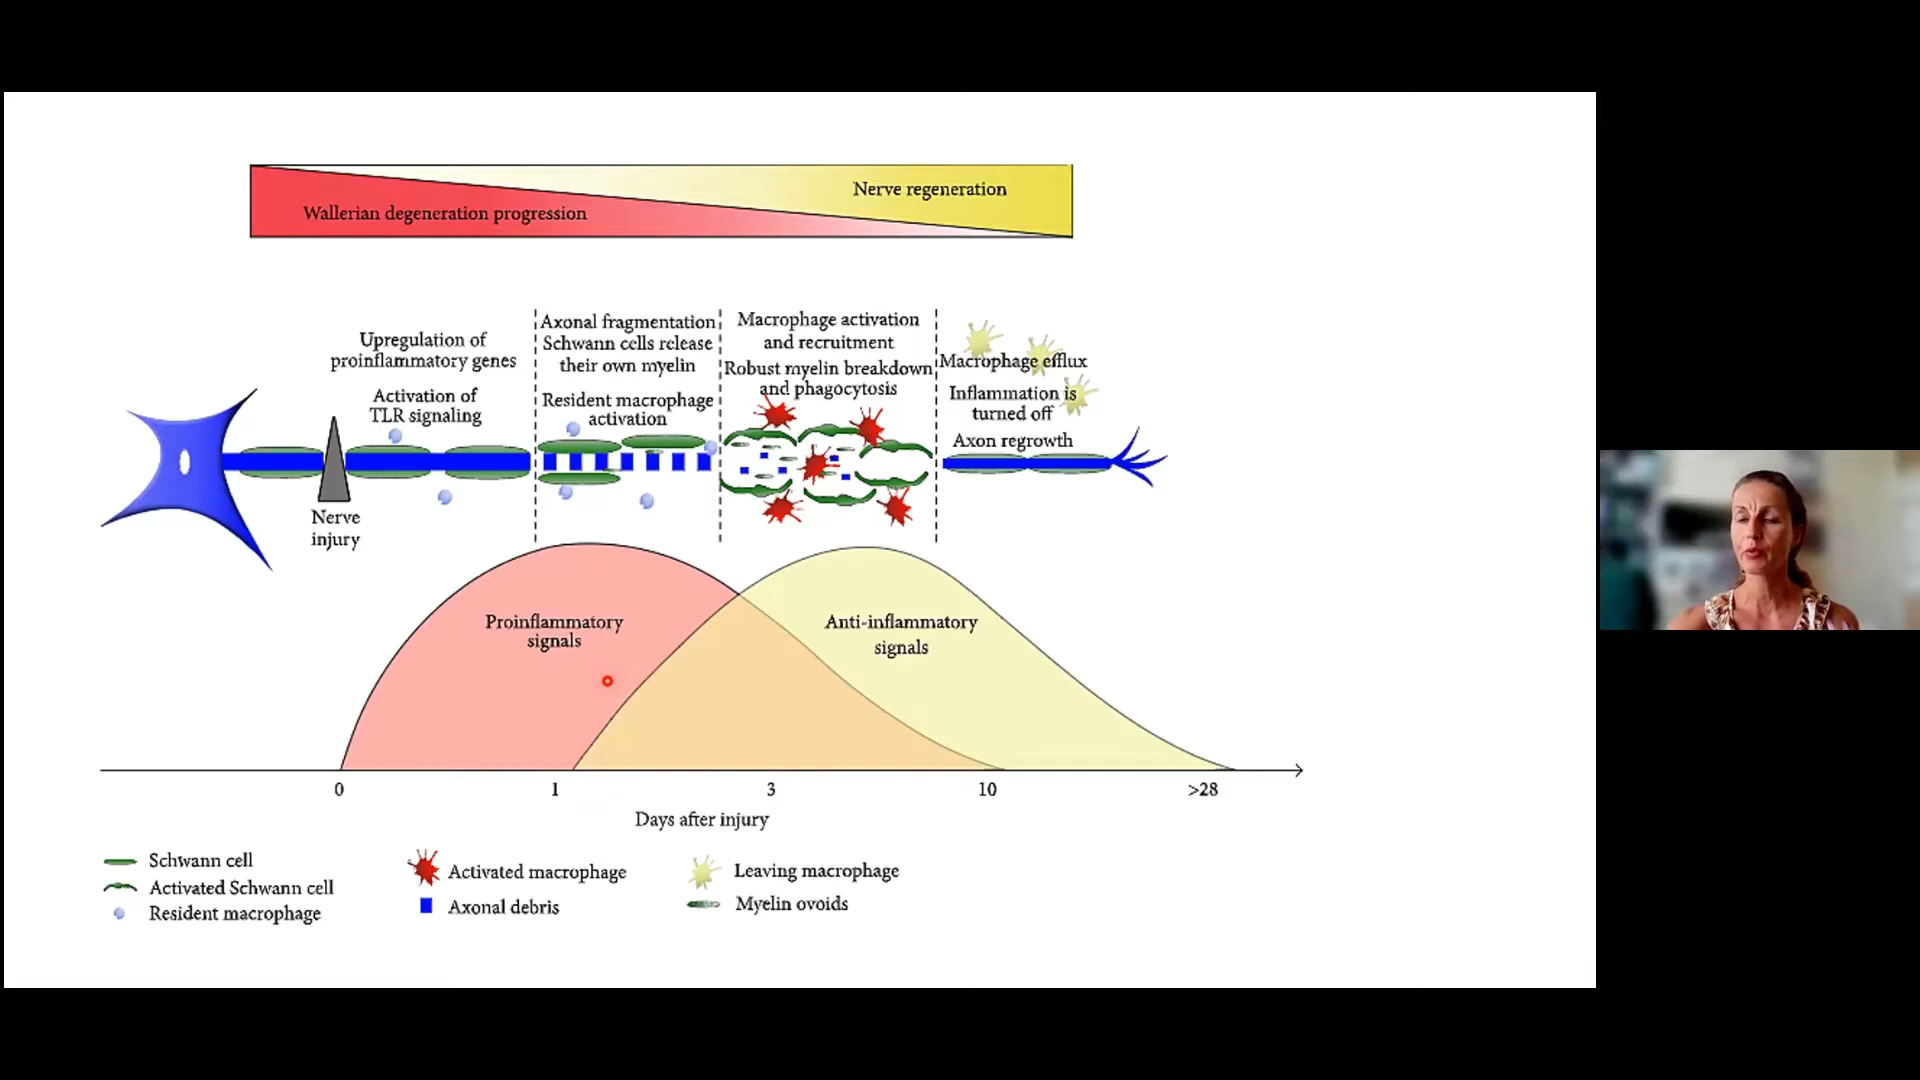 Wallerian degeneration progression
Nerve regeneration
Upregulation of
proinflammatory genes
Activation of
TLR signaling
Axonal fragmentation
Schwann cells release
their own myelin
Resident macrophage
activation
Macrophage activation
and recruitment
Robust myelin breakdown
and phagocytosis
Macrophage efflux
Inflammation is
turned off
Axon regrowth
Nerve
injury
Proinflammatory
signals
Anti-inflammatory
signals
0 1 3 10 >28
Days after injury
Schwann cell
Activated Schwann cell
Resident macrophage
Activated macrophage
Axonal debris
Leaving macrophage
Myelin ovoids